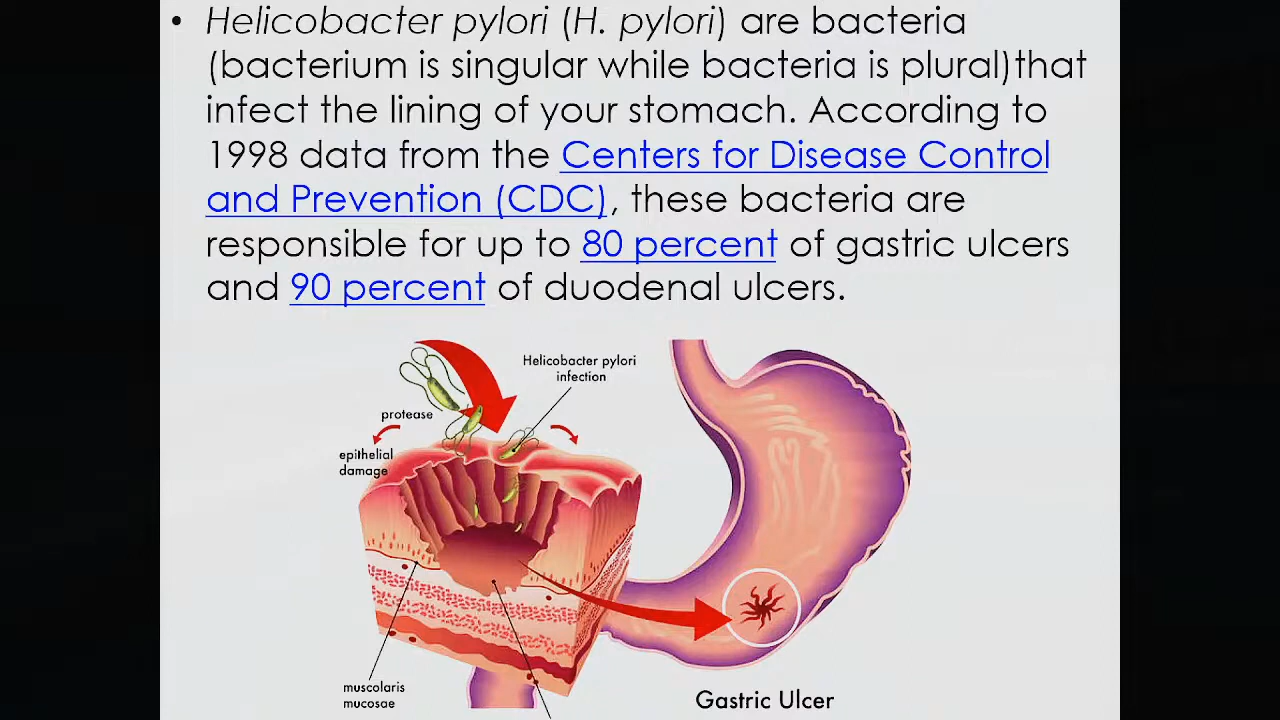 • Helicobacter pylori (H. pylori) are bacteria
(bacterium is singular while bacteria is plural)that
infect the lining of your stomach. According to
1998 data from the Centers for Disease Control
and Prevention (CDC), these bacteria are
responsible for up to 80 percent of gastric ulcers
and 90 percent of duodenal ulcers.
Helicobacter pylori
infection
protease
epithelial
damage
muscolaris
mucosae
Gastric Ulcer